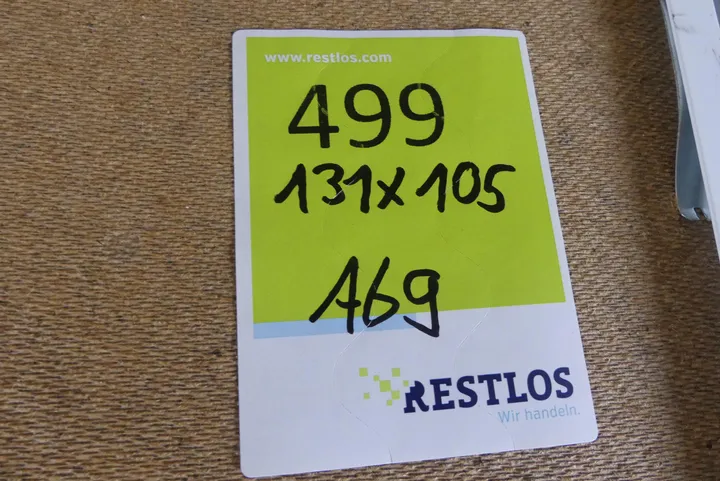 www.restlos.com
499
131x105
169
RESTLOS
Wir handeln.